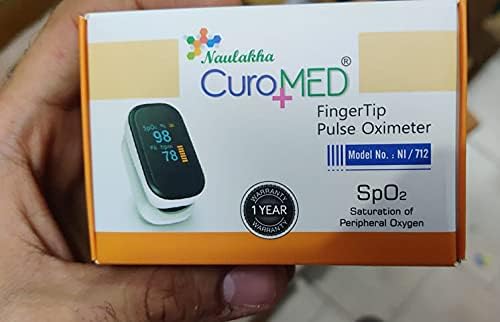 Naulakha
CuroMED®
FingerTip
Pulse Oximeter
Model No. : NI/712
SpO₂
Saturation of
Peripheral Oxygen
WARRANTY
1 YEAR
WARRANTY
SpO₂ %
98
78